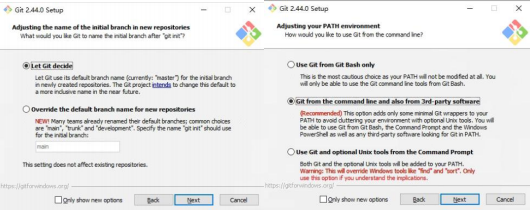 Git 2.44.0 Setup
Adjusting the name of the initial branch in new repositories
What would you like Git to name the initial branch after "git init"?
Let Git decide
Let Git use its default branch name (currently: "master") for the initial branch
in newly created repositories. The Git project intends to change this default to
a more inclusive name in the near future.
Override the default branch name for new repositories
NEW! Many teams already renamed their default branches; common choices
are "main", "trunk" and "development". Specify the name "git init" should use
for the initial branch:
main
This setting does not affect existing repositories.
https://gitforwindows.org/
Only show new options
Back
Next
Cancel
Git 2.44.0 Setup
Adjusting your PATH environment
How would you like to use Git from the command line?
Use Git from Git Bash only
This is the most cautious choice as your PATH will not be modified at all. You
will only be able to use the Git command line tools from Git Bash.
Git from the command line and also from 3rd-party software
(Recommended) This option adds only some minimal Git wrappers to your
PATH to avoid cluttering your environment with optional Unix tools. You will
be able to use Git from Git Bash, the Command Prompt and the Windows
PowerShell as well as any third-party software looking for Git in PATH.
Use Git and optional Unix tools from the Command Prompt
Both Git and the optional Unix tools will be added to your PATH.
Warning: This will override Windows tools like "find" and "sort". Only
use this option if you understand the implications.
https://gitforwindows.org/
Only show new options
Back
Next
Cancel